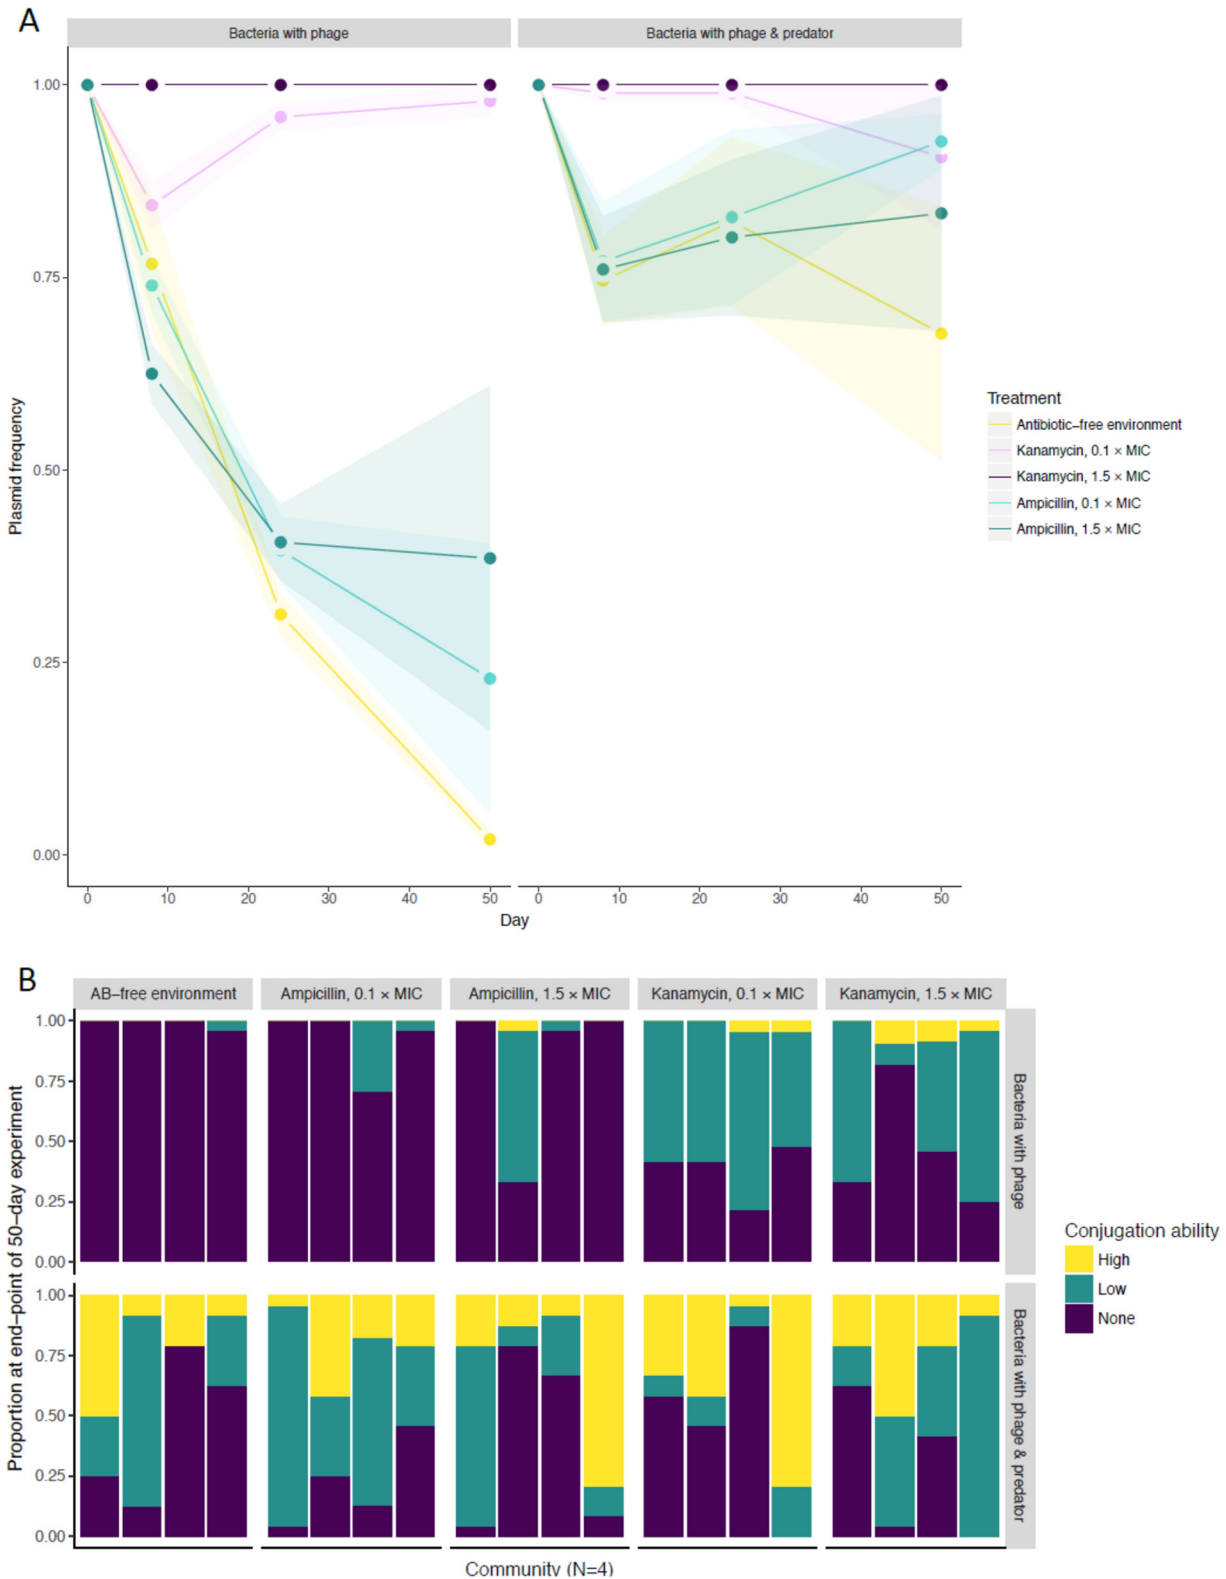 A
Bacteria with phage
Bacteria with phage & predator
1.00
0.75
0.50
0.25
0.00
Plasmid frequency
0 10 20 30 40 50
0 10 20 30 40 50
Day
Treatment
Antibiotic–free environment
Kanamycin, 0.1 × MIC
Kanamycin, 1.5 × MIC
Ampicillin, 0.1 × MIC
Ampicillin, 1.5 × MIC
B
AB–free environment
Ampicillin, 0.1 × MIC
Ampicillin, 1.5 × MIC
Kanamycin, 0.1 × MIC
Kanamycin, 1.5 × MIC
1.00
0.75
0.50
0.25
0.00
Bacteria with phage
1.00
0.75
0.50
0.25
0.00
Bacteria with phage & predator
Proportion at end–point of 50–day experiment
Community (N=4)
Conjugation ability
High
Low
None